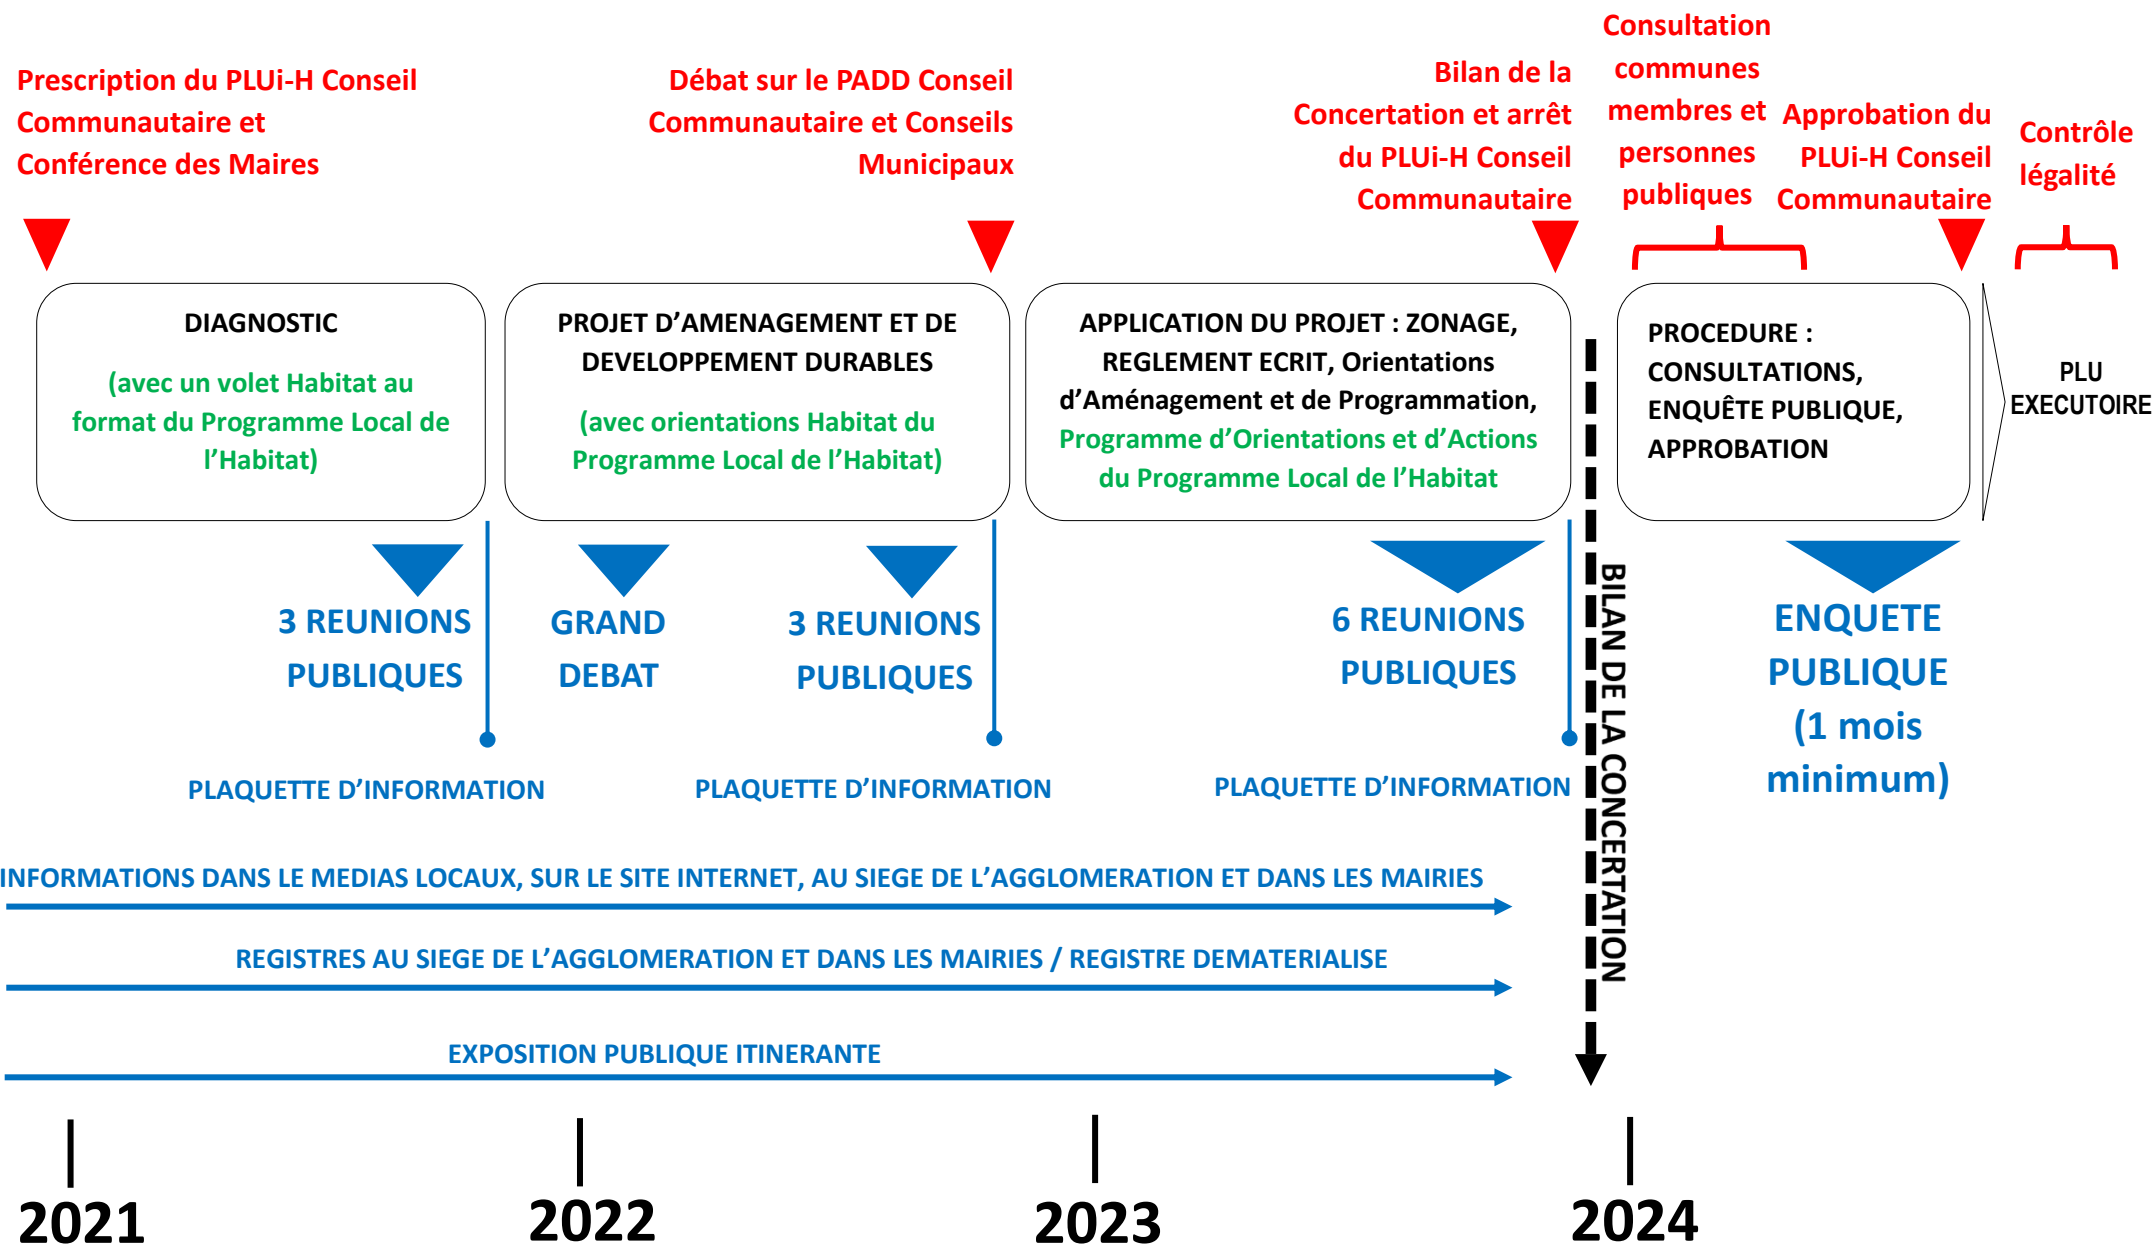 Prescription du PLUi-H Conseil
Communautaire et
Conférence des Maires
Débat sur le PADD Conseil
Communautaire et Conseils
Municipaux
Bilan de la
Concertation et arrêt
du PLUi-H Conseil
Communautaire
Consultation
communes
membres et
personnes
publiques
Approbation du
PLUi-H Conseil
Communautaire
Contrôle
légalité
DIAGNOSTIC
(avec un volet Habitat au
format du Programme Local de
l’Habitat)
PROJET D’AMENAGEMENT ET DE
DEVELOPPEMENT DURABLES
(avec orientations Habitat du
Programme Local de l’Habitat)
APPLICATION DU PROJET : ZONAGE,
REGLEMENT ECRIT, Orientations
d’Aménagement et de Programmation,
Programme d’Orientations et d’Actions
du Programme Local de l’Habitat
PROCEDURE :
CONSULTATIONS,
ENQUÊTE PUBLIQUE,
APPROBATION
PLU
EXECUTOIRE
3 REUNIONS
PUBLIQUES
GRAND
DEBAT
3 REUNIONS
PUBLIQUES
6 REUNIONS
PUBLIQUES
BILAN DE LA CONCERTATION
ENQUETE
PUBLIQUE
(1 mois
minimum)
PLAQUETTE D’INFORMATION
PLAQUETTE D’INFORMATION
PLAQUETTE D’INFORMATION
INFORMATIONS DANS LE MEDIAS LOCAUX, SUR LE SITE INTERNET, AU SIEGE DE L’AGGLOMERATION ET DANS LES MAIRIES
REGISTRES AU SIEGE DE L’AGGLOMERATION ET DANS LES MAIRIES / REGISTRE DEMATERIALISE
EXPOSITION PUBLIQUE ITINERANTE
2021
2022
2023
2024